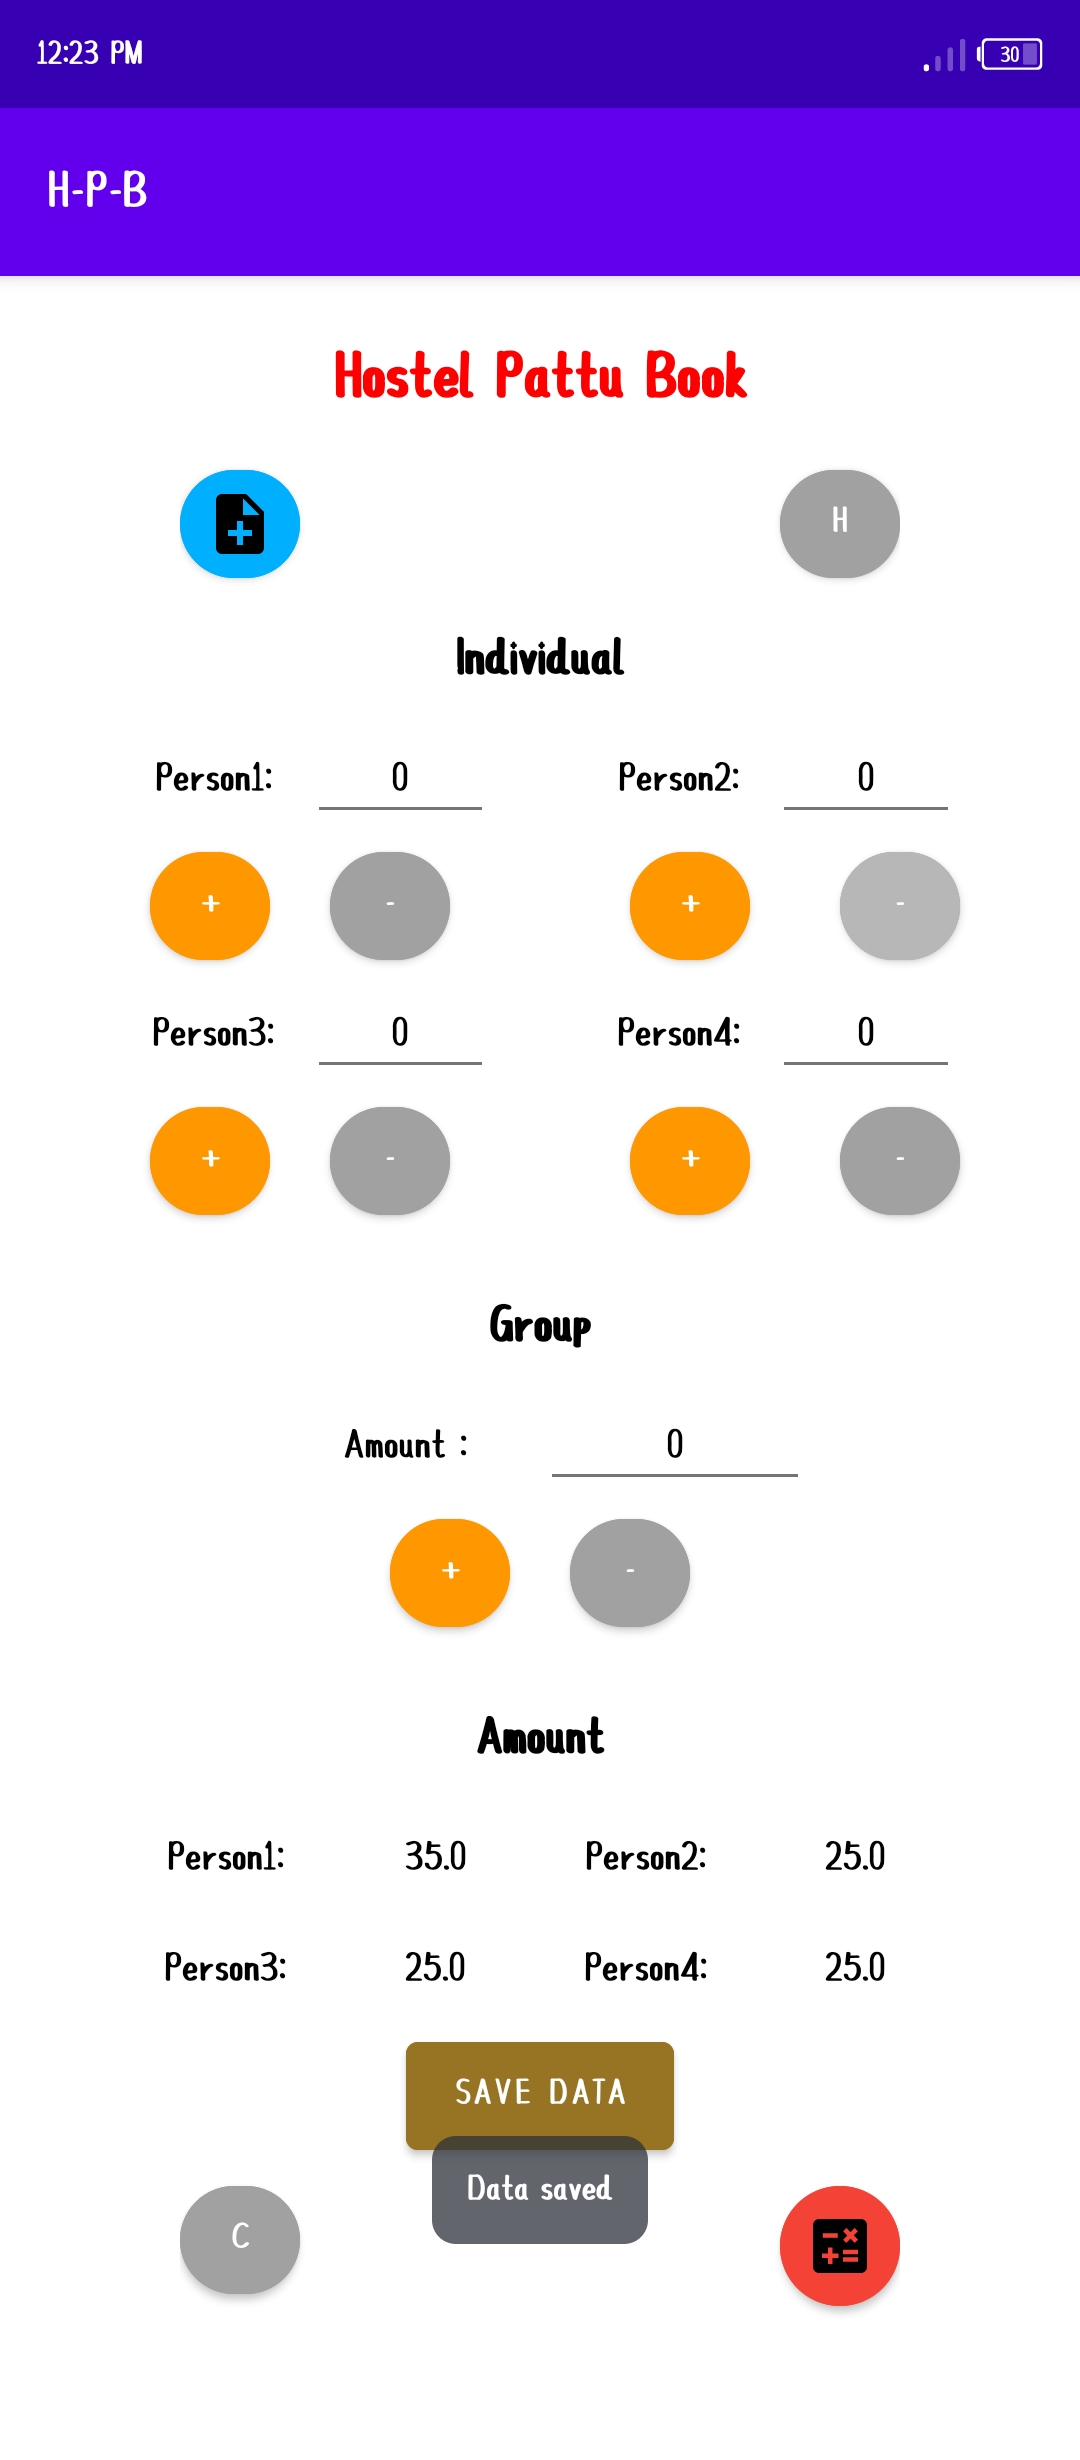 12:23 PM 30
H-P-B
Hostel Pattu Book
H
Individual
Person1: 0 Person2: 0
+ - + -
Person3: 0 Person4: 0
+ - + -
Group
Amount : 0
+ -
Amount
Person1: 35.0 Person2: 25.0
Person3: 25.0 Person4: 25.0
SAVE DATA
Data saved
C